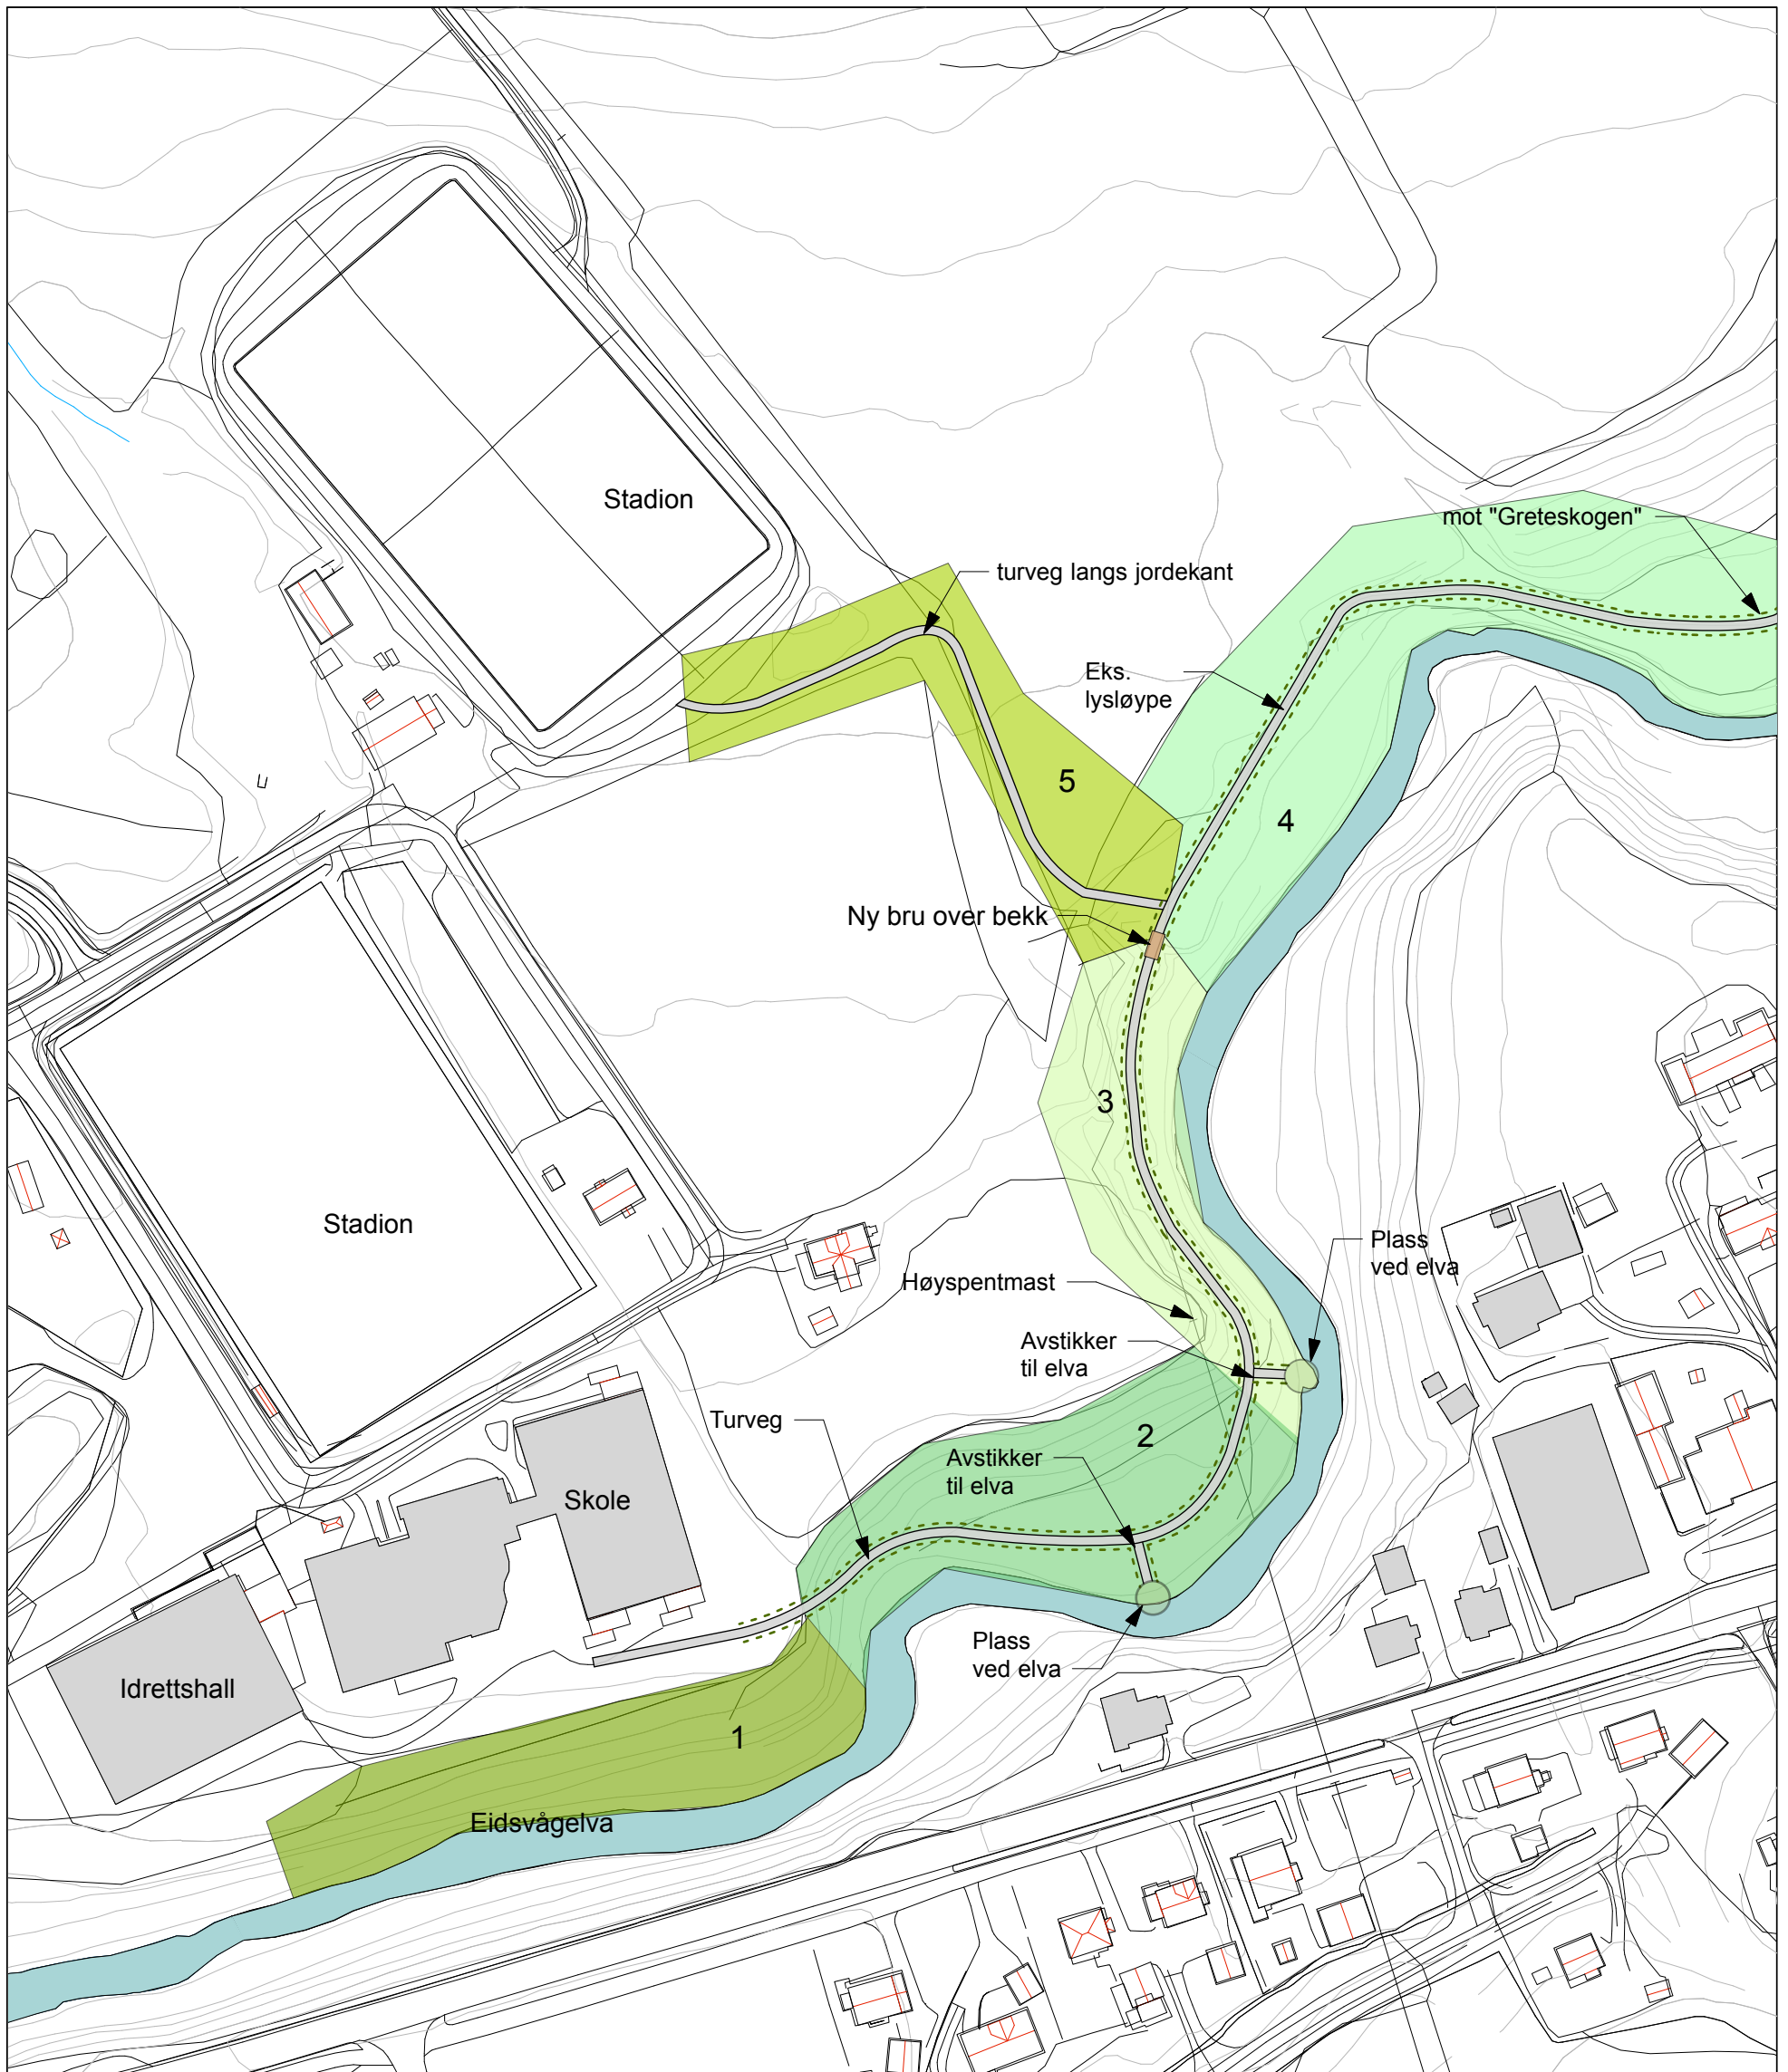 Stadion
mot "Greteskogen"
turveg langs jordekant
Eks.
lysløype
5
4
Ny bru over bekk
3
Stadion
Plass
ved elva
Høyspentmast
Avstikker
til elva
Turveg
2
Avstikker
til elva
Skole
Plass
ved elva
Idrettshall
1
Eidsvågelva